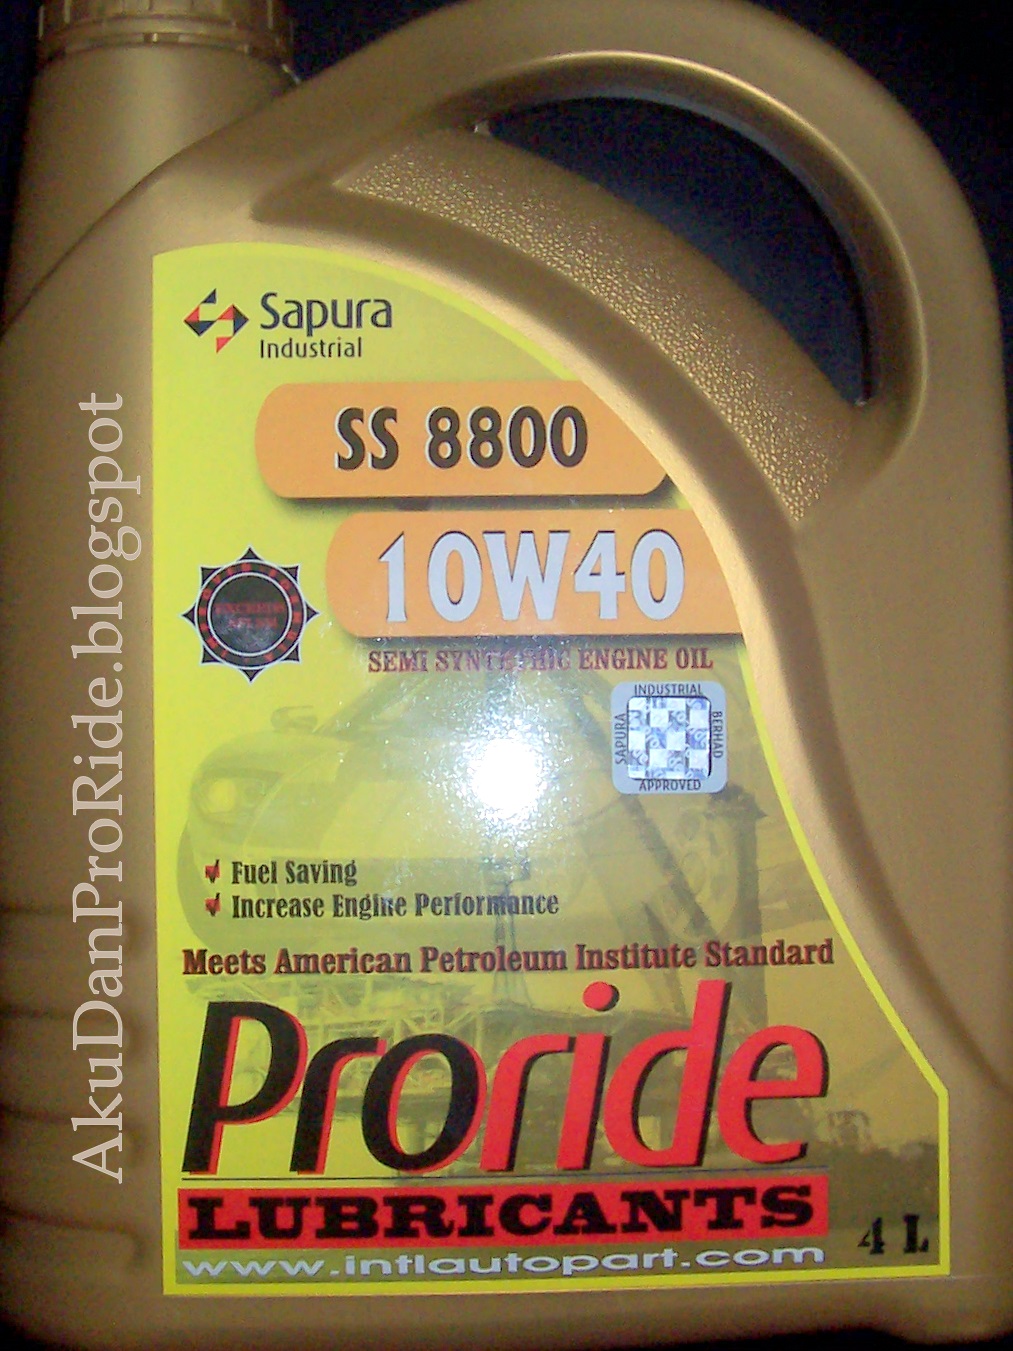 Sapura
Industrial
SS 8800
10W40
SEMI SYNTHETIC ENGINE OIL
EXCEEDS
INDUSTRIAL
SAPURA
BERHAD
APPROVED
Fuel Saving
Increase Engine Performance
Meets American Petroleum Institute Standard
Proride
LUBRICANTS
4 L
www.intlautopart.com
AkuDanProRide.blogspot